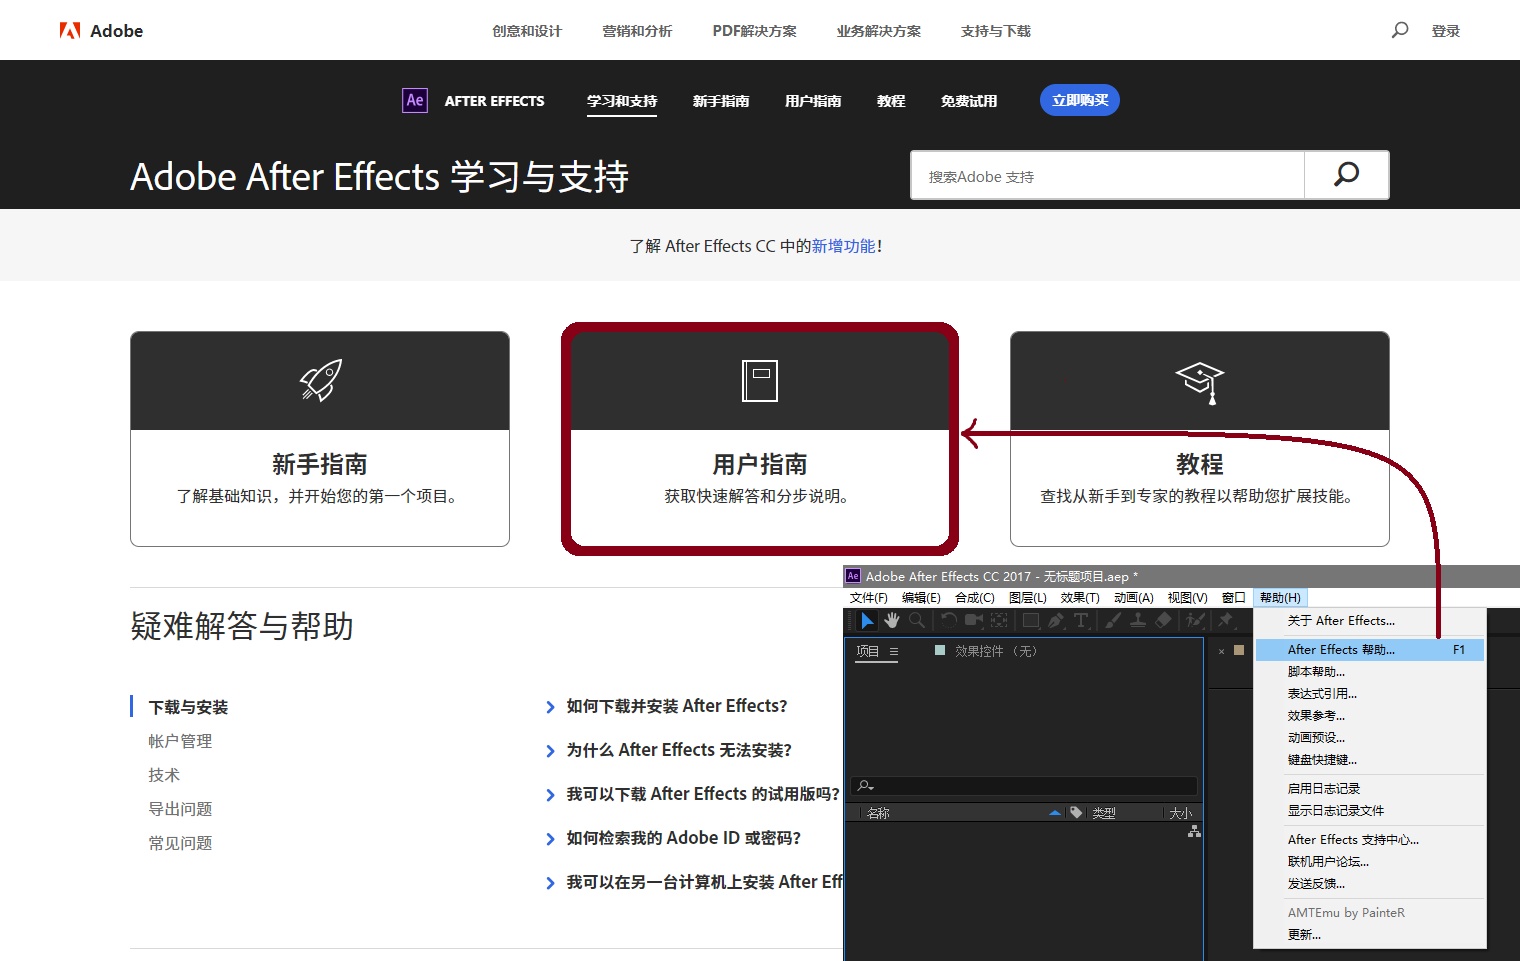 Adobe
创意和设计 营销和分析 PDF解决方案 业务解决方案 支持与下载 登录
Ae AFTER EFFECTS 学习和支持 新手指南 用户指南 教程 免费试用 立即购买
Adobe After Effects 学习与支持
搜索Adobe 支持
了解 After Effects CC 中的新增功能！
新手指南
了解基础知识，并开始您的第一个项目。
用户指南
获取快速解答和分步说明。
教程
查找从新手到专家的教程以帮助您扩展技能。
疑难解答与帮助
下载与安装
帐户管理
技术
导出问题
常见问题
如何下载并安装 After Effects？
为什么 After Effects 无法安装？
我可以下载 After Effects 的试用版吗？
如何检索我的 Adobe ID 或密码？
我可以在另一台计算机上安装 After Eff
Ae Adobe After Effects CC 2017 - 无标题项目.aep *
文件(F) 编辑(E) 合成(C) 图层(L) 效果(T) 动画(A) 视图(V) 窗口 帮助(H)
项目 效果控件 （无）
名称 类型 大小
关于 After Effects...
After Effects 帮助... F1
脚本帮助...
表达式引用...
效果参考...
动画预设...
键盘快捷键...
启用日志记录
显示日志记录文件
After Effects 支持中心...
联机用户论坛...
发送反馈...
AMTEmu by PainteR
更新...